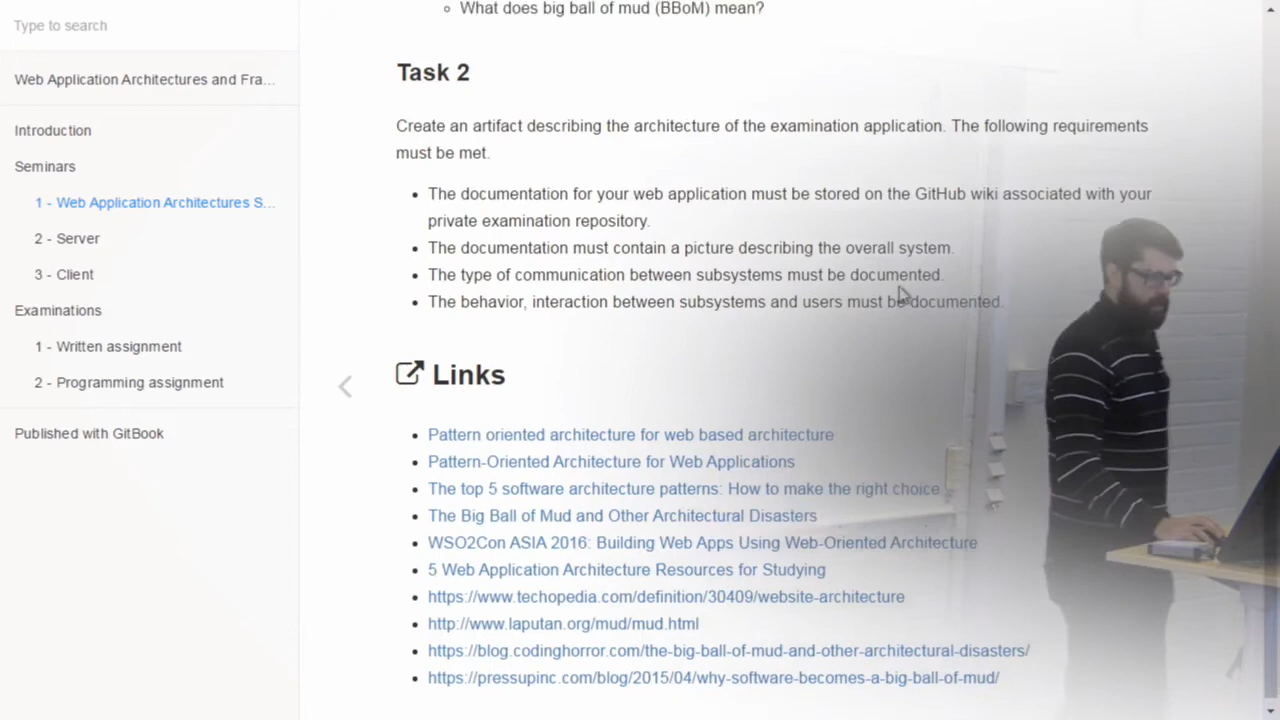 Type to search
Web Application Architectures and Fra...
Introduction
Seminars
1 - Web Application Architectures S...
2 - Server
3 - Client
Examinations
1 - Written assignment
2 - Programming assignment
Published with GitBook
What does big ball of mud (BBoM) mean?
Task 2
Create an artifact describing the architecture of the examination application. The following requirements
must be met.
The documentation for your web application must be stored on the GitHub wiki associated with your
private examination repository.
The documentation must contain a picture describing the overall system.
The type of communication between subsystems must be documented.
The behavior, interaction between subsystems and users must be documented.
Links
Pattern oriented architecture for web based architecture
Pattern-Oriented Architecture for Web Applications
The top 5 software architecture patterns: How to make the right choice
The Big Ball of Mud and Other Architectural Disasters
WSO2Con ASIA 2016: Building Web Apps Using Web-Oriented Architecture
5 Web Application Architecture Resources for Studying
https://www.techopedia.com/definition/30409/website-architecture
http://www.laputan.org/mud/mud.html
https://blog.codinghorror.com/the-big-ball-of-mud-and-other-architectural-disasters/
https://pressupinc.com/blog/2015/04/why-software-becomes-a-big-ball-of-mud/